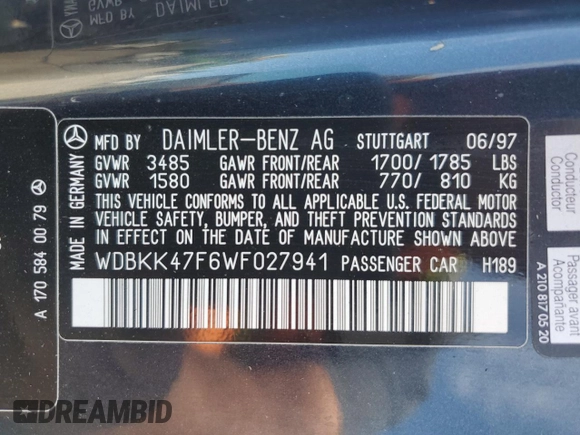 MFD BY DAIMLER-BENZ AG STUTTGART 06/97
GVWR 3485 GAWR FRONT/REAR 1700/1785 LBS
GVWR 1580 GAWR FRONT/REAR 770/ 810 KG
THIS VEHICLE CONFORMS TO ALL APPLICABLE U.S. FEDERAL MOTOR
VEHICLE SAFETY, BUMPER, AND THEFT PREVENTION STANDARDS
IN EFFECT ON THE DATE OF MANUFACTURE SHOWN ABOVE.
WDBKK47F6WF027941 PASSENGER CAR H189
MADE IN GERMANY
A 170 584 00 79
Conducteur
Conductor
Passager avant
Acompañante
A 210 817 05 20
DREAMBID